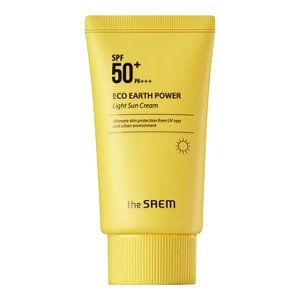 SPF
50+
PA+++
ECO EARTH POWER
Light Sun Cream
Ultimate skin protection from UV rays
and urban environment
the SAEM